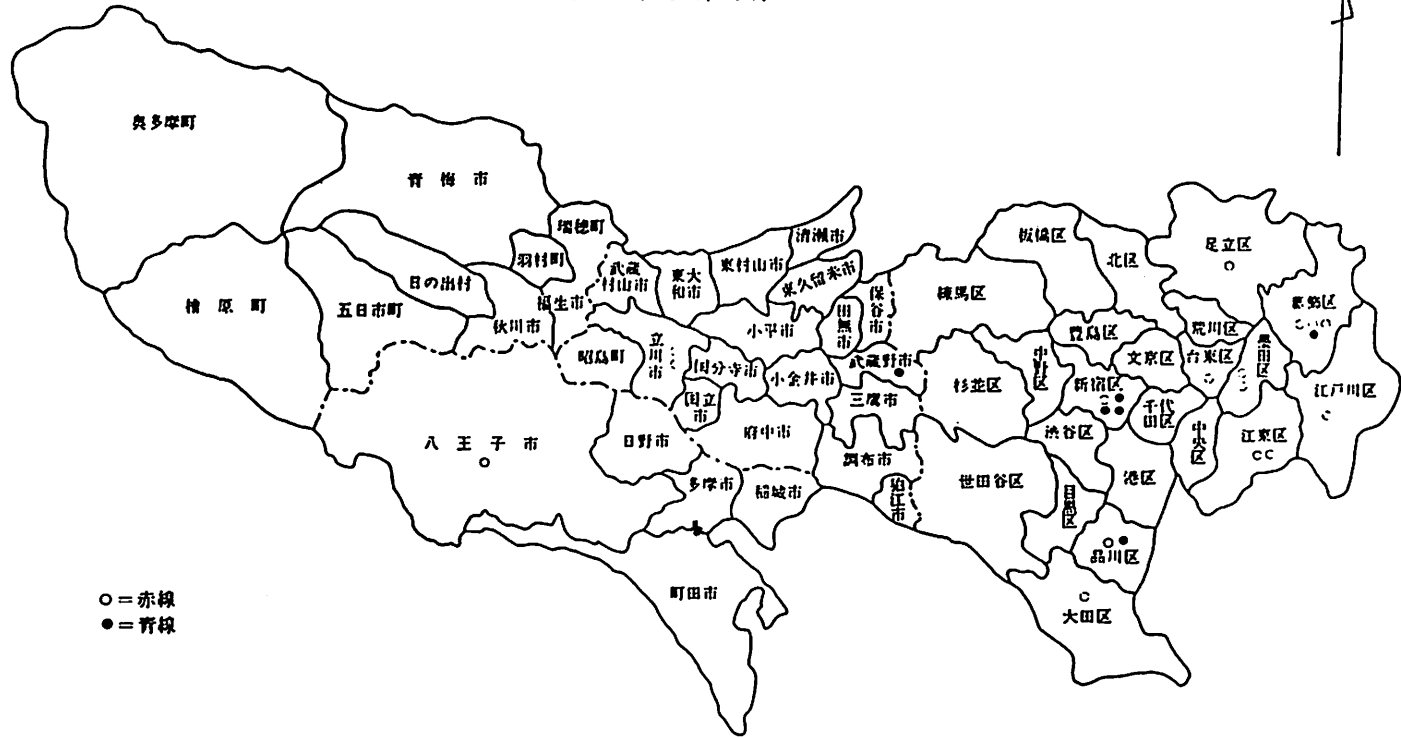 奥多摩町
青梅市
瑞穂町
羽村町
日の出村
五日市町
檜原町
秋川市
福生市
武蔵
村山市
東大
和市
東村山市
清瀬市
東久留米市
保谷市
田無市
小平市
昭島町
立川市
国分寺市
国立市
小金井市
武蔵野市
三鷹市
八王子市
日野市
府中市
多摩市
稲城市
調布市
狛江市
町田市
練馬区
板橋区
北区
足立区
葛飾区
豊島区
荒川区
文京区
台東区
墨田区
江戸川区
杉並区
中野区
新宿区
千代
田区
中央区
江東区
渋谷区
世田谷区
目黒区
港区
品川区
大田区
○=赤線
●=青線